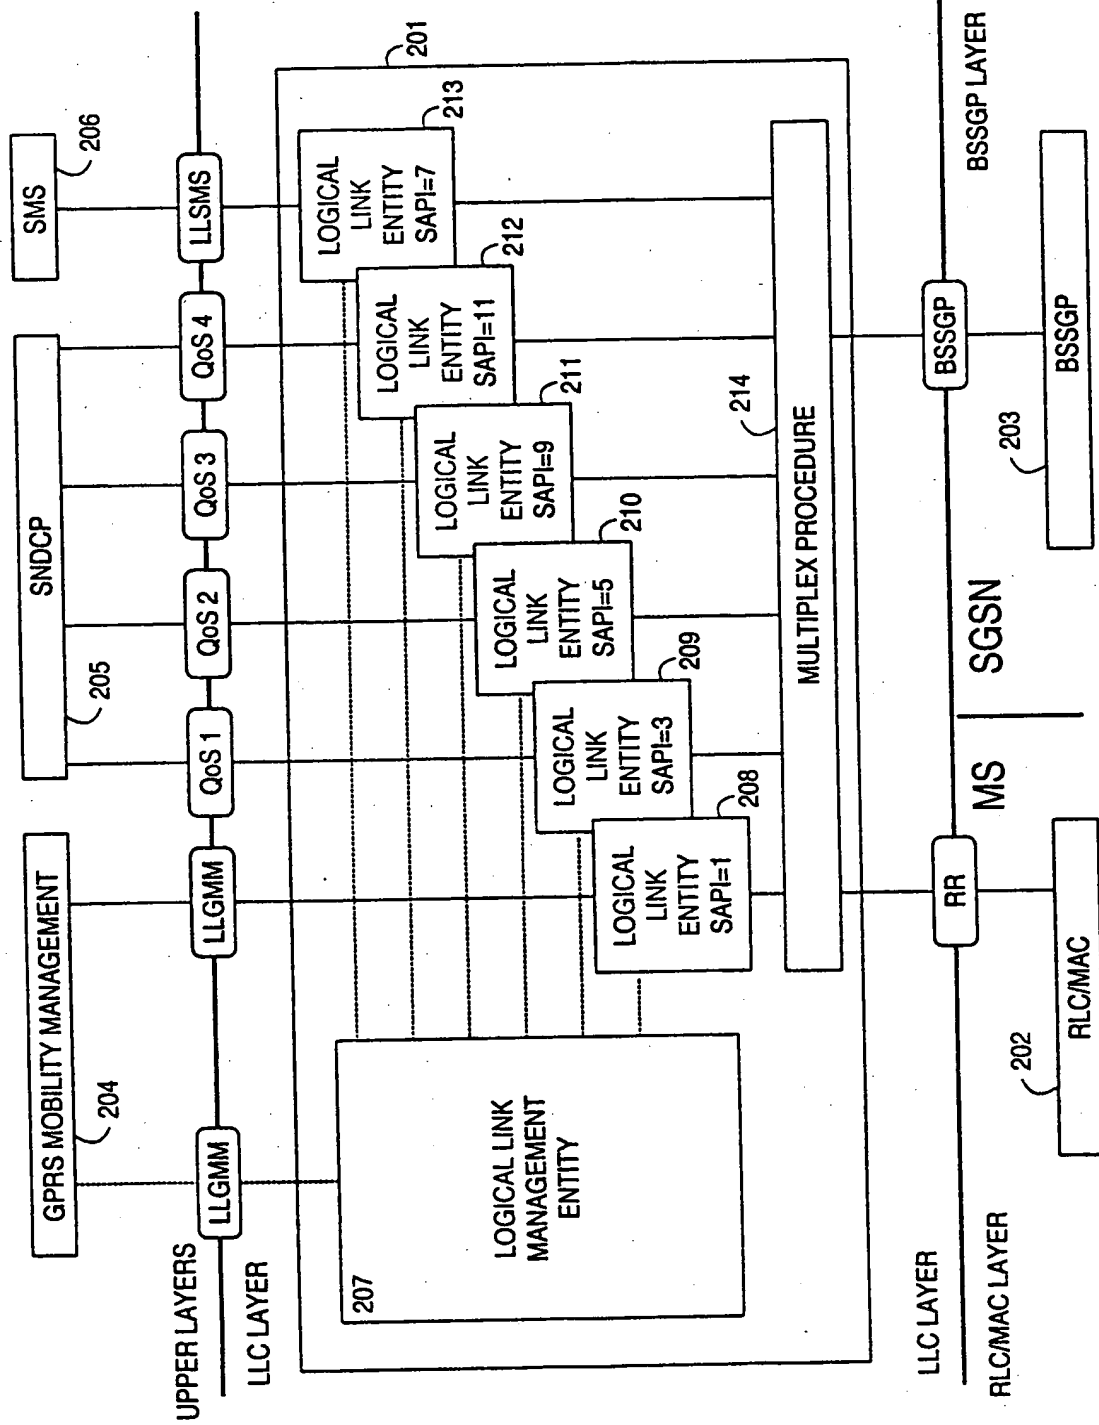 UPPER LAYERS
LLC LAYER
GPRS MOBILITY MANAGEMENT
204
SNDCP
205
SMS
206
LLGMM
LLGMM
QoS 1
QoS 2
QoS 3
QoS 4
LLSMS
201
207
LOGICAL LINK
MANAGEMENT
ENTITY
LOGICAL
LINK
ENTITY
SAPI=1
208
LOGICAL
LINK
ENTITY
SAPI=3
209
LOGICAL
LINK
ENTITY
SAPI=5
210
LOGICAL
LINK
ENTITY
SAPI=9
211
LOGICAL
LINK
ENTITY
SAPI=11
212
LOGICAL
LINK
ENTITY
SAPI=7
213
MULTIPLEX PROCEDURE
214
LLC LAYER
RLC/MAC LAYER
RR
MS
SGSN
BSSGP
BSSGP LAYER
202
RLC/MAC
203
BSSGP